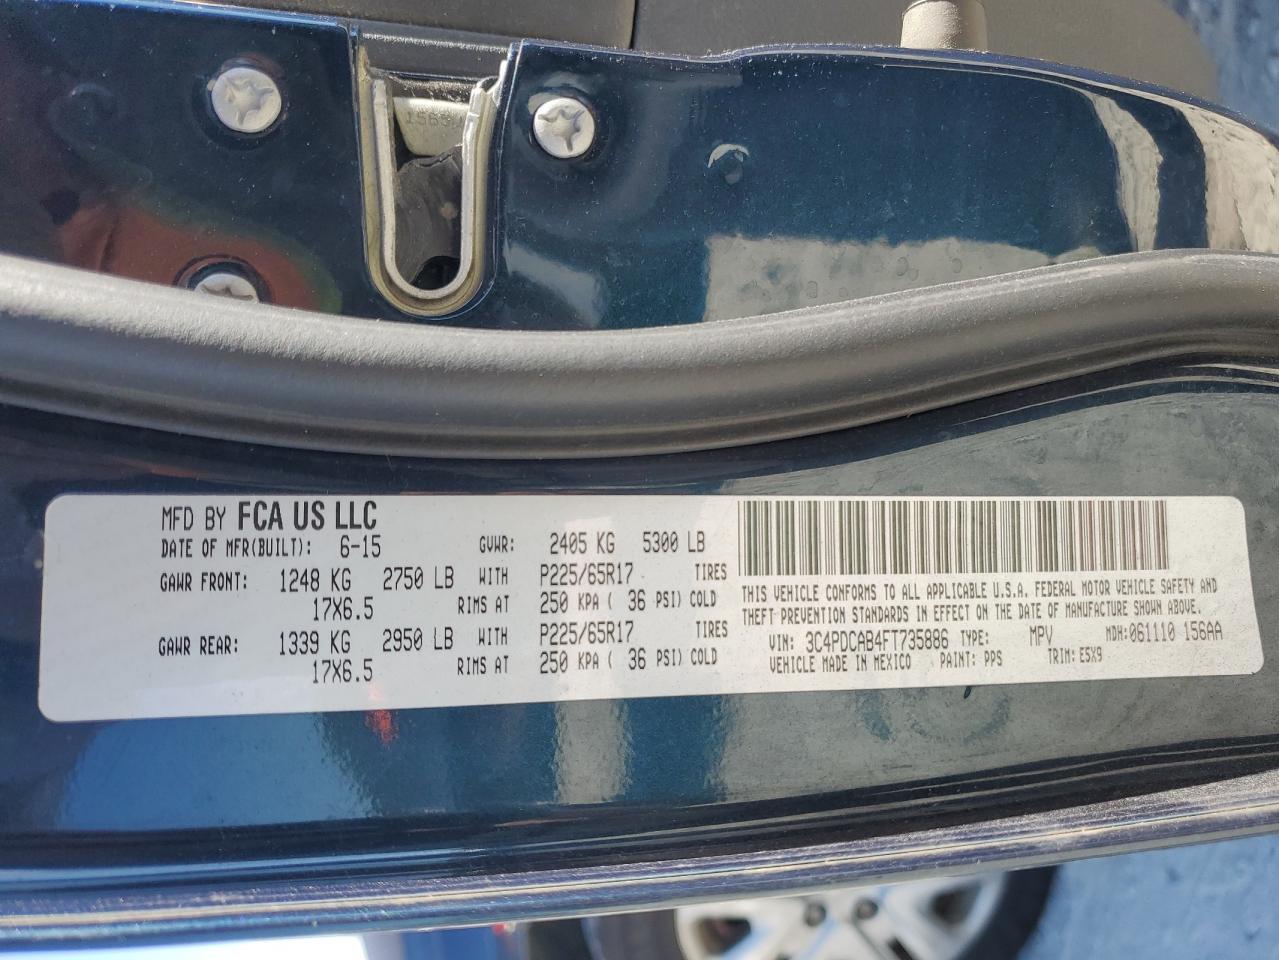 1565
MFD BY FCA US LLC
DATE OF MFR(BUILT): 6-15 GVWR: 2405 KG 5300 LB
GAWR FRONT: 1248 KG 2750 LB WITH P225/65R17 TIRES
17X6.5 RIMS AT 250 KPA ( 36 PSI) COLD
GAWR REAR: 1339 KG 2950 LB WITH P225/65R17 TIRES
17X6.5 RIMS AT 250 KPA ( 36 PSI) COLD
THIS VEHICLE CONFORMS TO ALL APPLICABLE U.S.A. FEDERAL MOTOR VEHICLE SAFETY AND
THEFT PREVENTION STANDARDS IN EFFECT ON THE DATE OF MANUFACTURE SHOWN ABOVE.
VIN: 3C4PDCAB4FT735886 TYPE: MPV MDH:061110 156AA
VEHICLE MADE IN MEXICO PAINT: PPS TRIM: E5X9